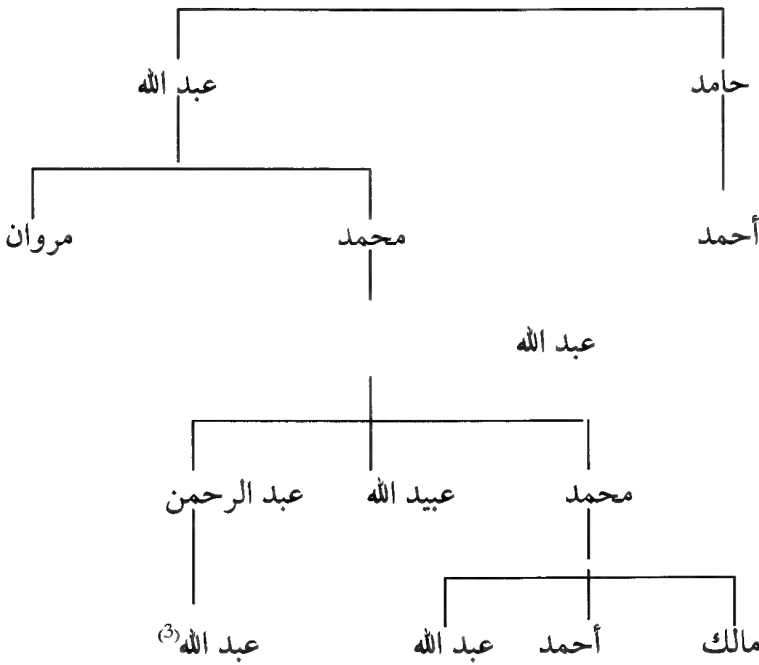 حامد عبد الله
أحمد محمد مروان
عبد الله
محمد عبيد الله عبد الرحمن
مالك أحمد عبد الله عبد الله(3)